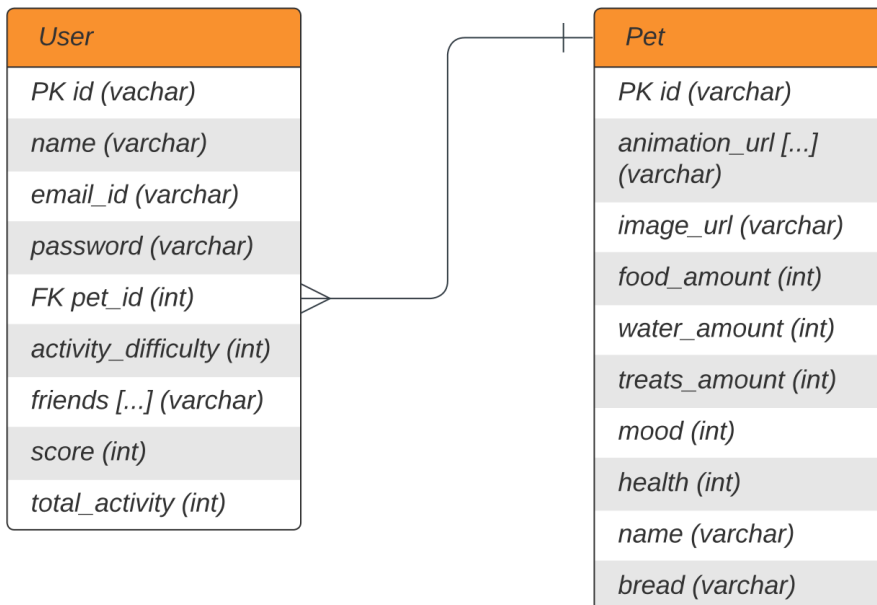 User
PK id (vachar)
name (varchar)
email_id (varchar)
password (varchar)
FK pet_id (int)
activity_difficulty (int)
friends [...] (varchar)
score (int)
total_activity (int)
Pet
PK id (varchar)
animation_url [...]
(varchar)
image_url (varchar)
food_amount (int)
water_amount (int)
treats_amount (int)
mood (int)
health (int)
name (varchar)
bread (varchar)